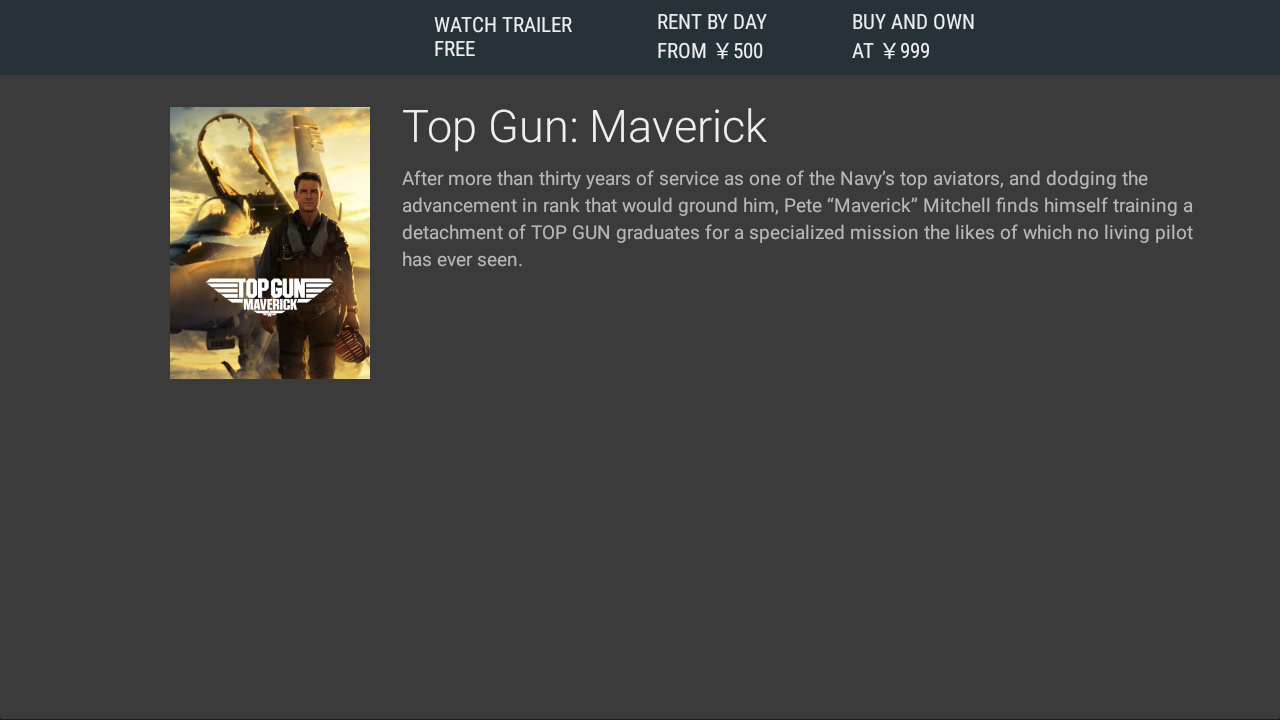 WATCH TRAILER
FREE
RENT BY DAY
FROM ￥500
BUY AND OWN
AT ￥999
Top Gun: Maverick
After more than thirty years of service as one of the Navy’s top aviators, and dodging the
advancement in rank that would ground him, Pete “Maverick” Mitchell finds himself training a
detachment of TOP GUN graduates for a specialized mission the likes of which no living pilot
has ever seen.
TOP GUN
MAVERICK